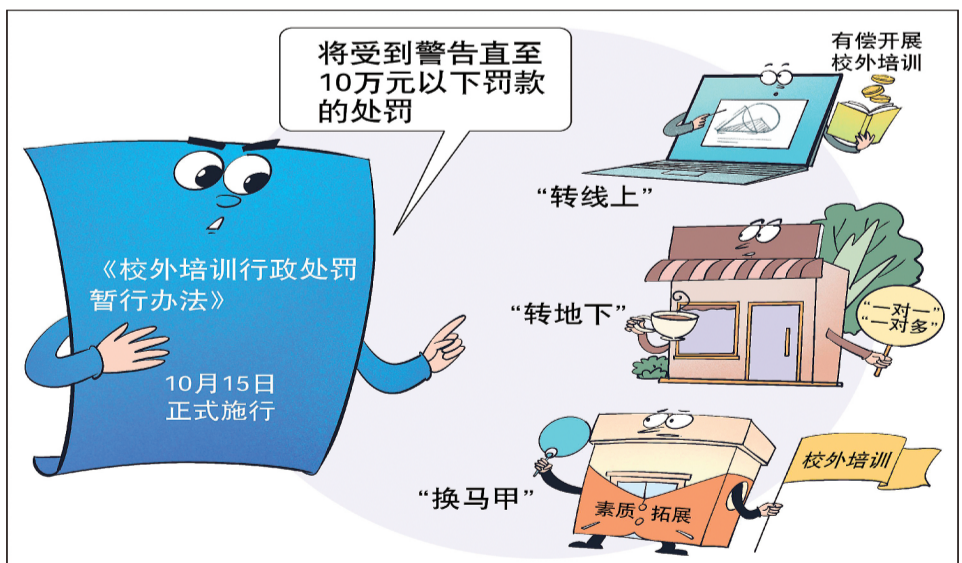 将受到警告直至
10万元以下罚款
的处罚
《校外培训行政处罚
暂行办法》
10月15日
正式施行
有偿开展
校外培训
“转线上”
“转地下”
“一对一”
“一对多”
“换马甲”
素质 拓展
校外培训